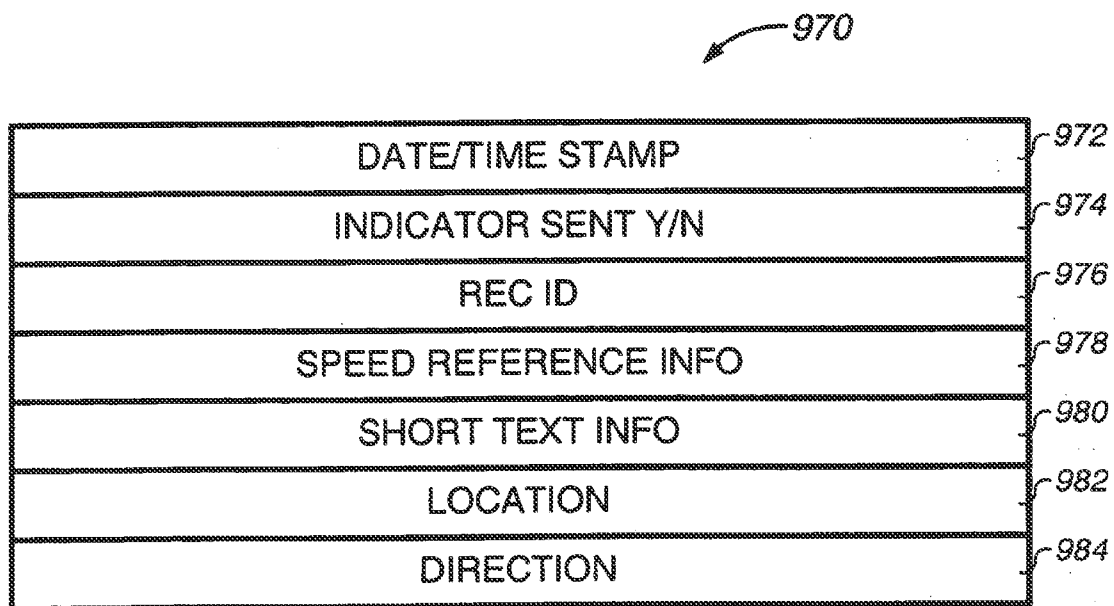 970
DATE/TIME STAMP 972
INDICATOR SENT Y/N 974
REC ID 976
SPEED REFERENCE INFO 978
SHORT TEXT INFO 980
LOCATION 982
DIRECTION 984